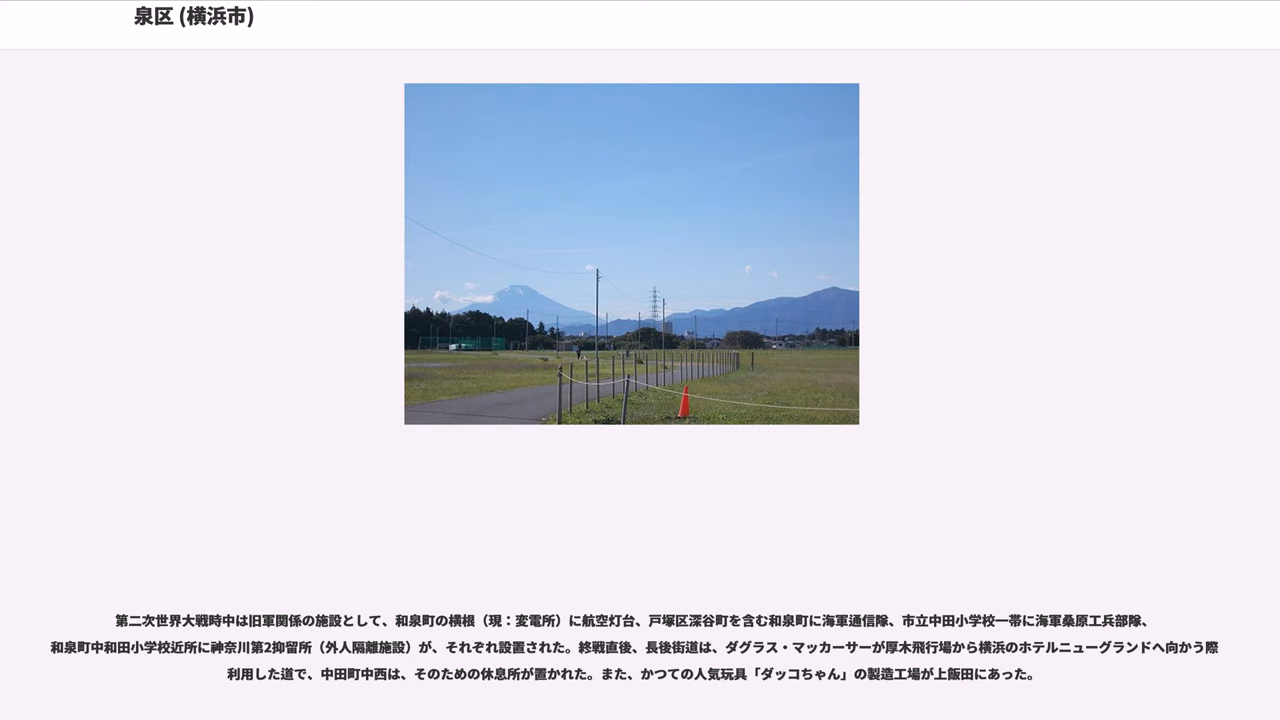 泉区 (横浜市)
第二次世界大戦時中は旧軍関係の施設として、和泉町の横根（現：変電所）に航空灯台、戸塚区深谷町を含む和泉町に海軍通信隊、市立中田小学校一帯に海軍桑原工兵部隊、
和泉町中和田小学校近所に神奈川第2抑留所（外人隔離施設）が、それぞれ設置された。終戦直後、長後街道は、ダグラス・マッカーサーが厚木飛行場から横浜のホテルニューグランドへ向かう際
利用した道で、中田町中西は、そのための休息所が置かれた。また、かつての人気玩具「ダッコちゃん」の製造工場が上飯田にあった。